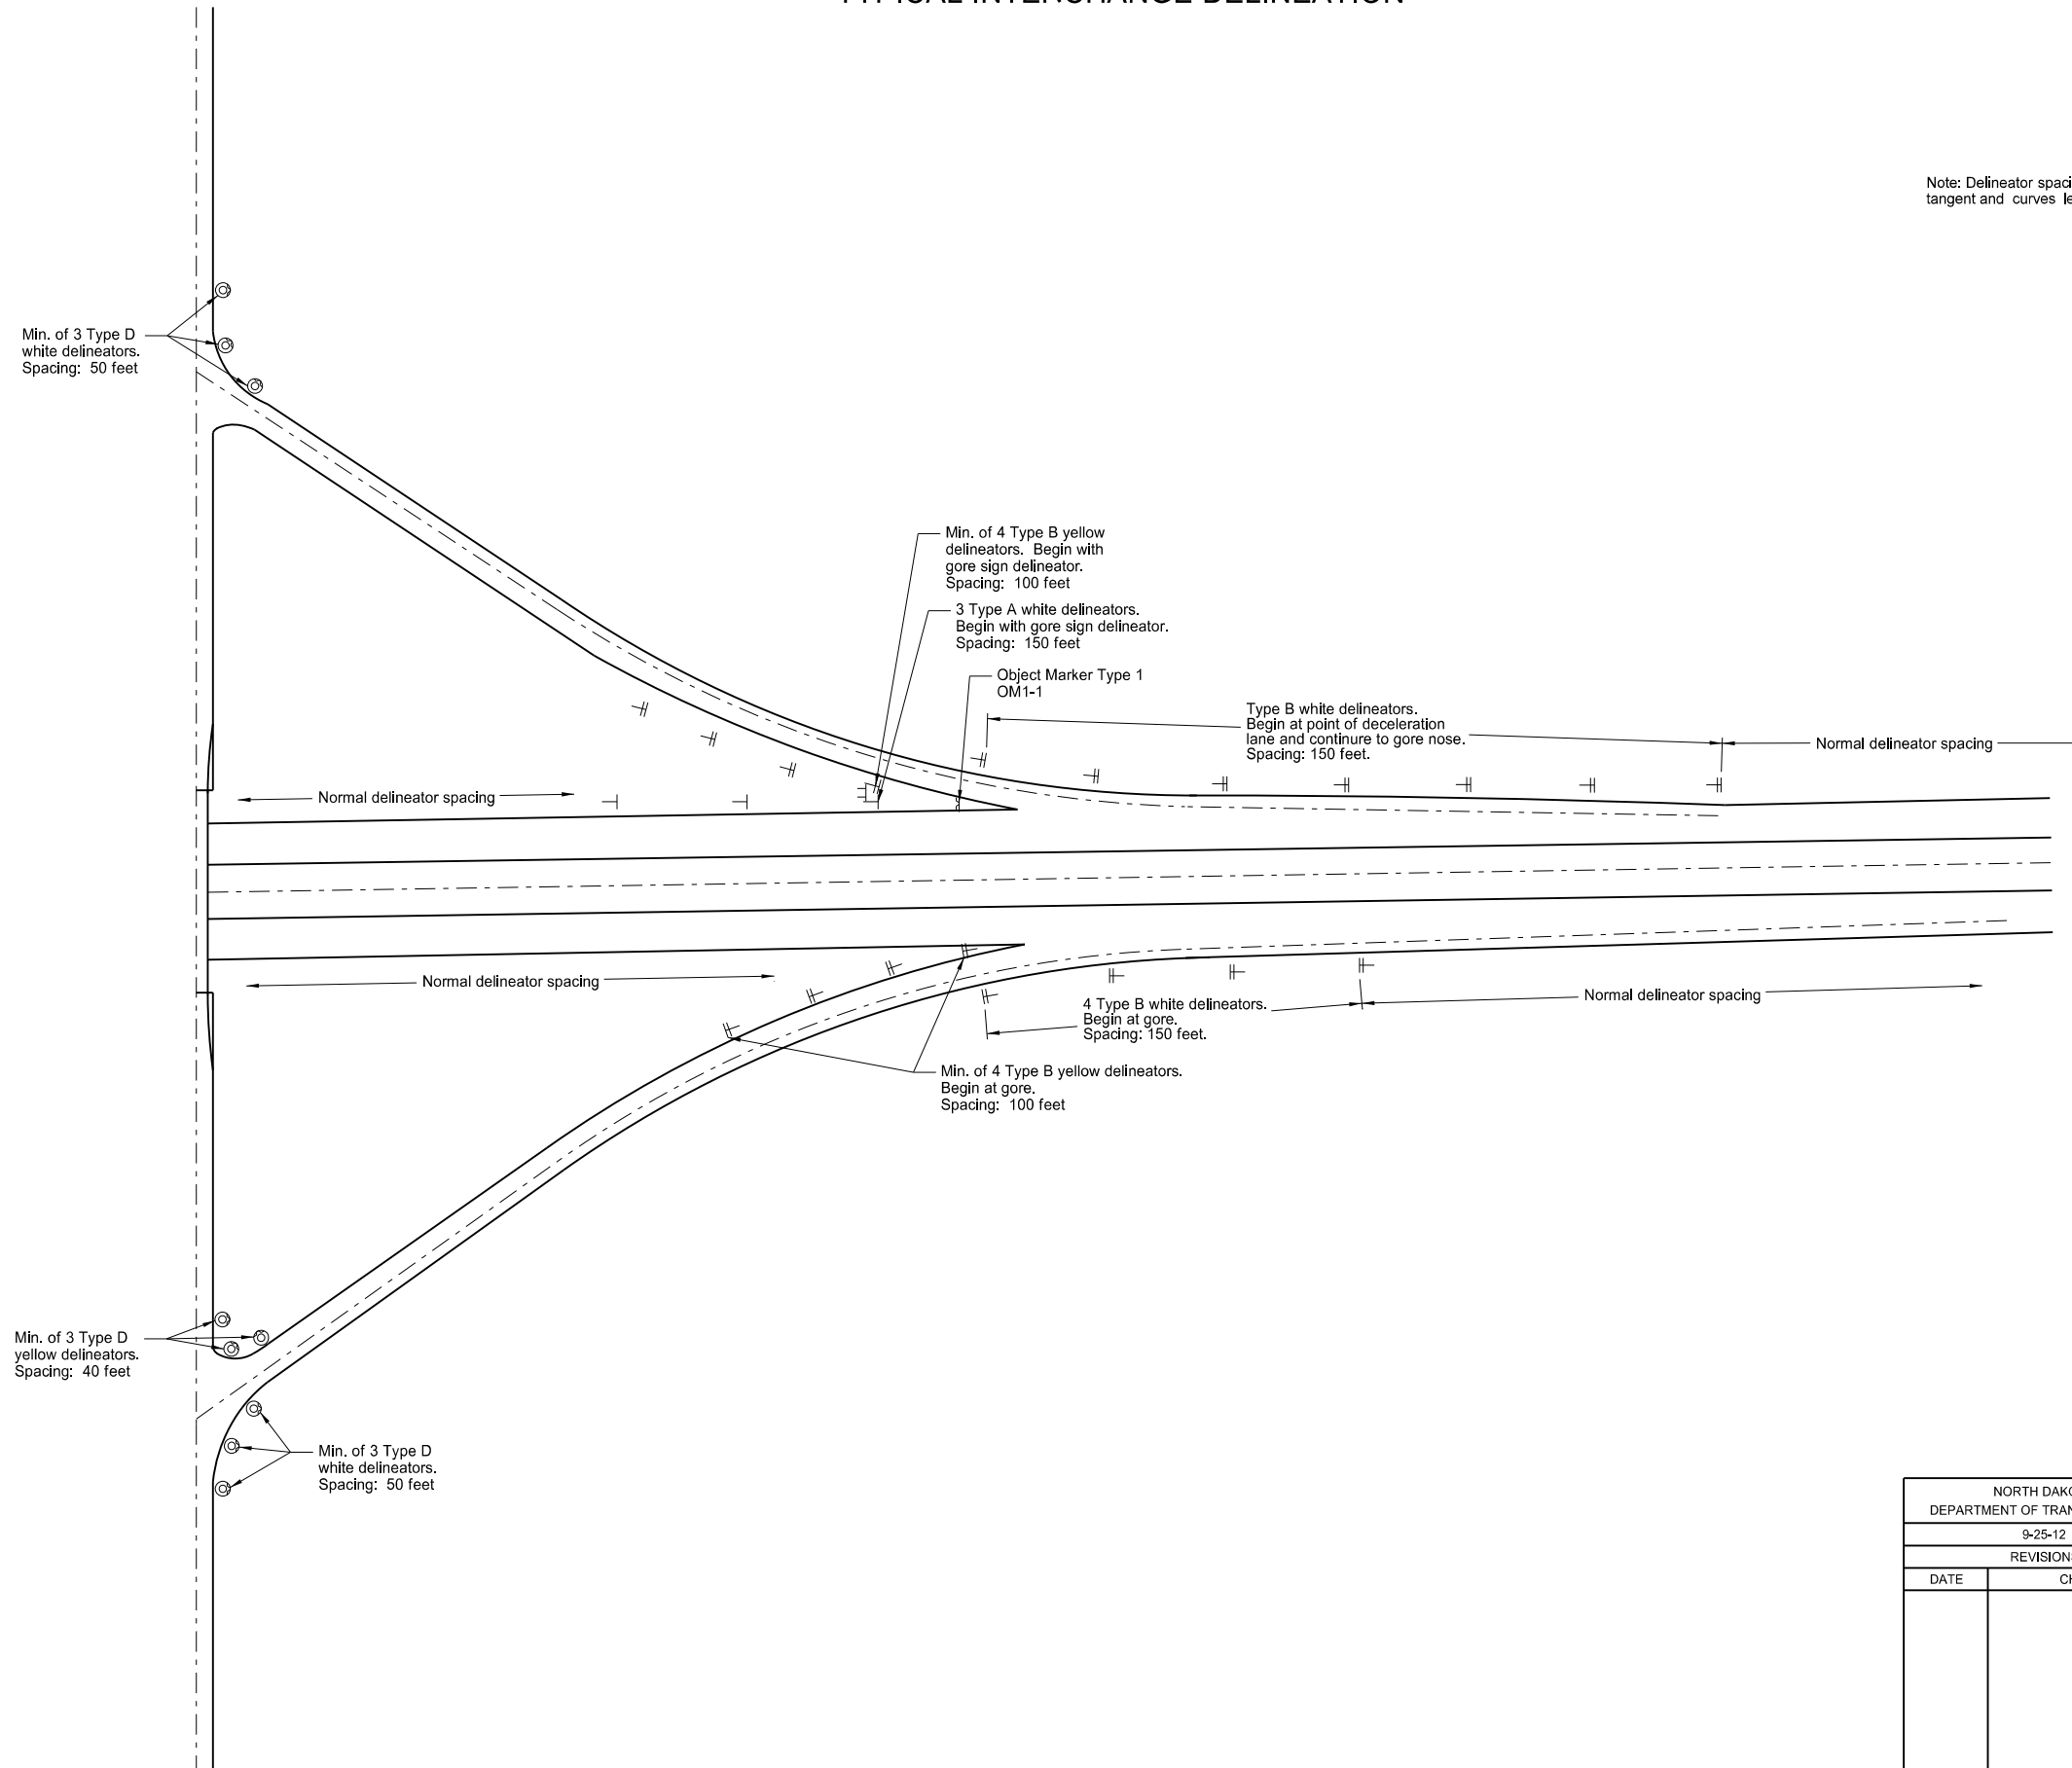 TYPICAL INTERCHANGE DELINEATION
Note: Delineator
tangent and curves
Min. of 3 Type D
white delineators.
Spacing: 50 feet
Min. of 4 Type B yellow
delineators. Begin with
gore sign delineator.
Spacing: 100 feet
3 Type A white delineators.
Begin with gore sign delineator.
Spacing: 150 feet
Object Marker Type 1
OM1-1
Type B white delineators.
Begin at point of deceleration
lane and continure to gore nose.
Spacing: 150 feet.
Normal delineator spacing
Normal delineator spacing
Normal delineator spacing
4 Type B white delineators.
Begin at gore.
Spacing: 150 feet.
Normal delineator spacing
Min. of 4 Type B yellow delineators.
Begin at gore.
Spacing: 100 feet
Min. of 3 Type D
yellow delineators.
Spacing: 40 feet
Min. of 3 Type D
white delineators.
Spacing: 50 feet
NORTH
DEPARTMENT OF
9-25-12
DATE